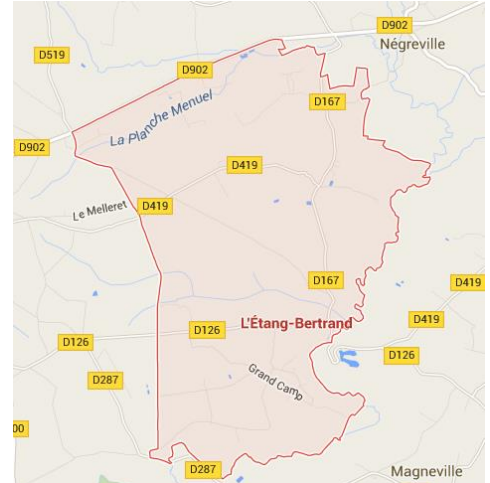 D902
Négreville
D519
D902
D167
La Planche Menuel
D902
D419
Le Melleret
D419
D167
D419
D419
L'Étang-Bertrand
D126
D126
D126
Grand Camp
D287
00
D287
Magneville